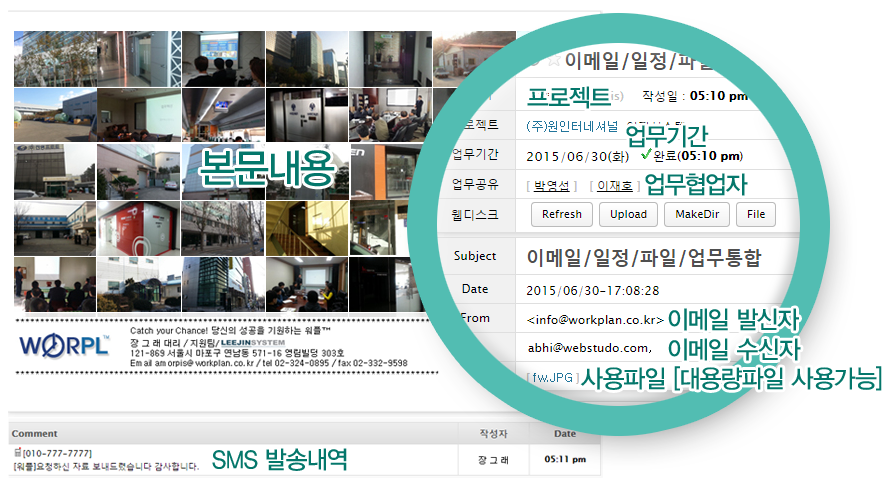 ☆이메일/일정/파일
프로젝트
작성일 : 05:10 pm
(주)원인터네셔널
업무기간
업무기간 2015/06/30(화) ✓완료(05:10 pm)
업무공유 [ 박영섭 ] [ 이재호 ] 업무협업자
본문내용
웹디스크 Refresh Upload MakeDir File
Subject 이메일/일정/파일/업무통합
Date 2015/06/30-17:08:28
From <info@workplan.co.kr> 이메일 발신자
abhi@webstudo.com, 이메일 수신자
[ fw.JPG ] 사용파일 [대용량파일 사용가능]
WORPL™
Catch your Chance! 당신의 성공을 기원하는 워플™
장 그 래 대리 / 지원팀/ LEEJINSYSTEM
121-869 서울시 마포구 연남동 571-16 영림빌딩 303호
Email amorpis@workplan.co.kr / tel 02-324-0895 / fax 02-332-9598
Comment 작성자 Date
[010-777-7777]
[워플]요청하신 자료 보내드렸습니다 감사합니다.
SMS 발송내역
장 그 래 05:11 pm